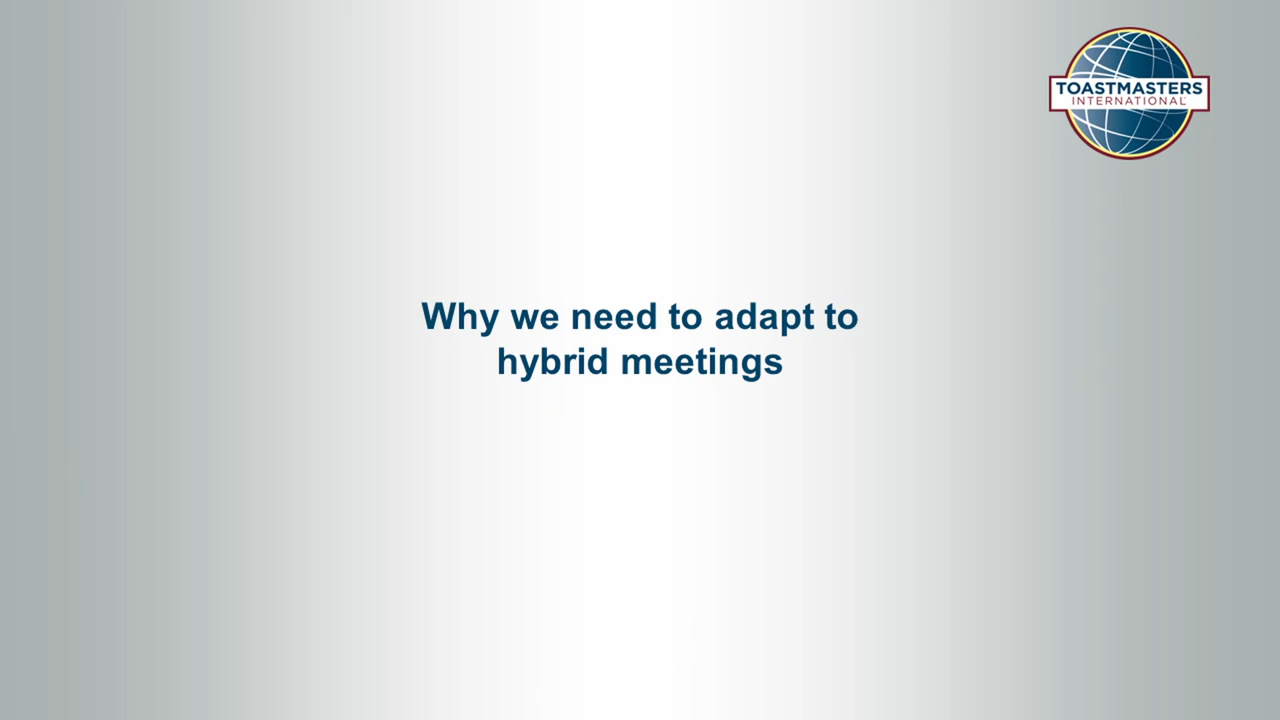 TOASTMASTERS
INTERNATIONAL
Why we need to adapt to
hybrid meetings